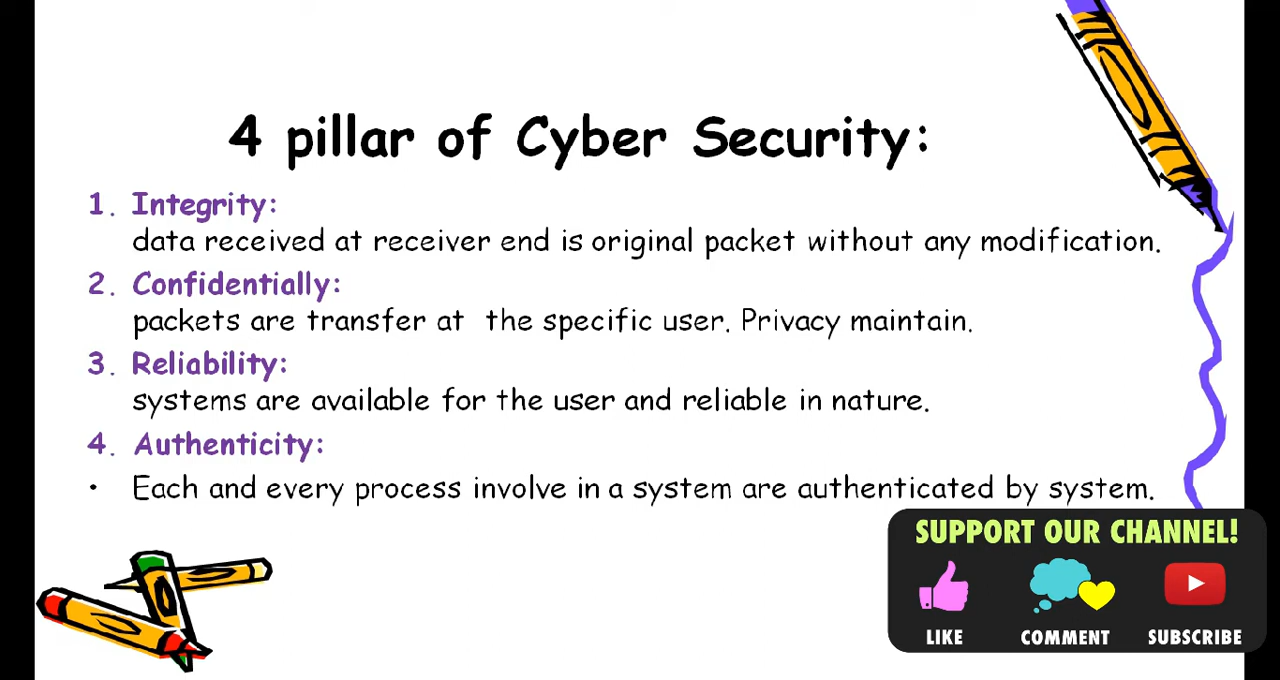 4 pillar of Cyber Security:
1. Integrity:
data received at receiver end is original packet without any modification.
2. Confidentially:
packets are transfer at the specific user. Privacy maintain.
3. Reliability:
systems are available for the user and reliable in nature.
4. Authenticity:
• Each and every process involve in a system are authenticated by system.
SUPPORT OUR CHANNEL!
LIKE COMMENT SUBSCRIBE